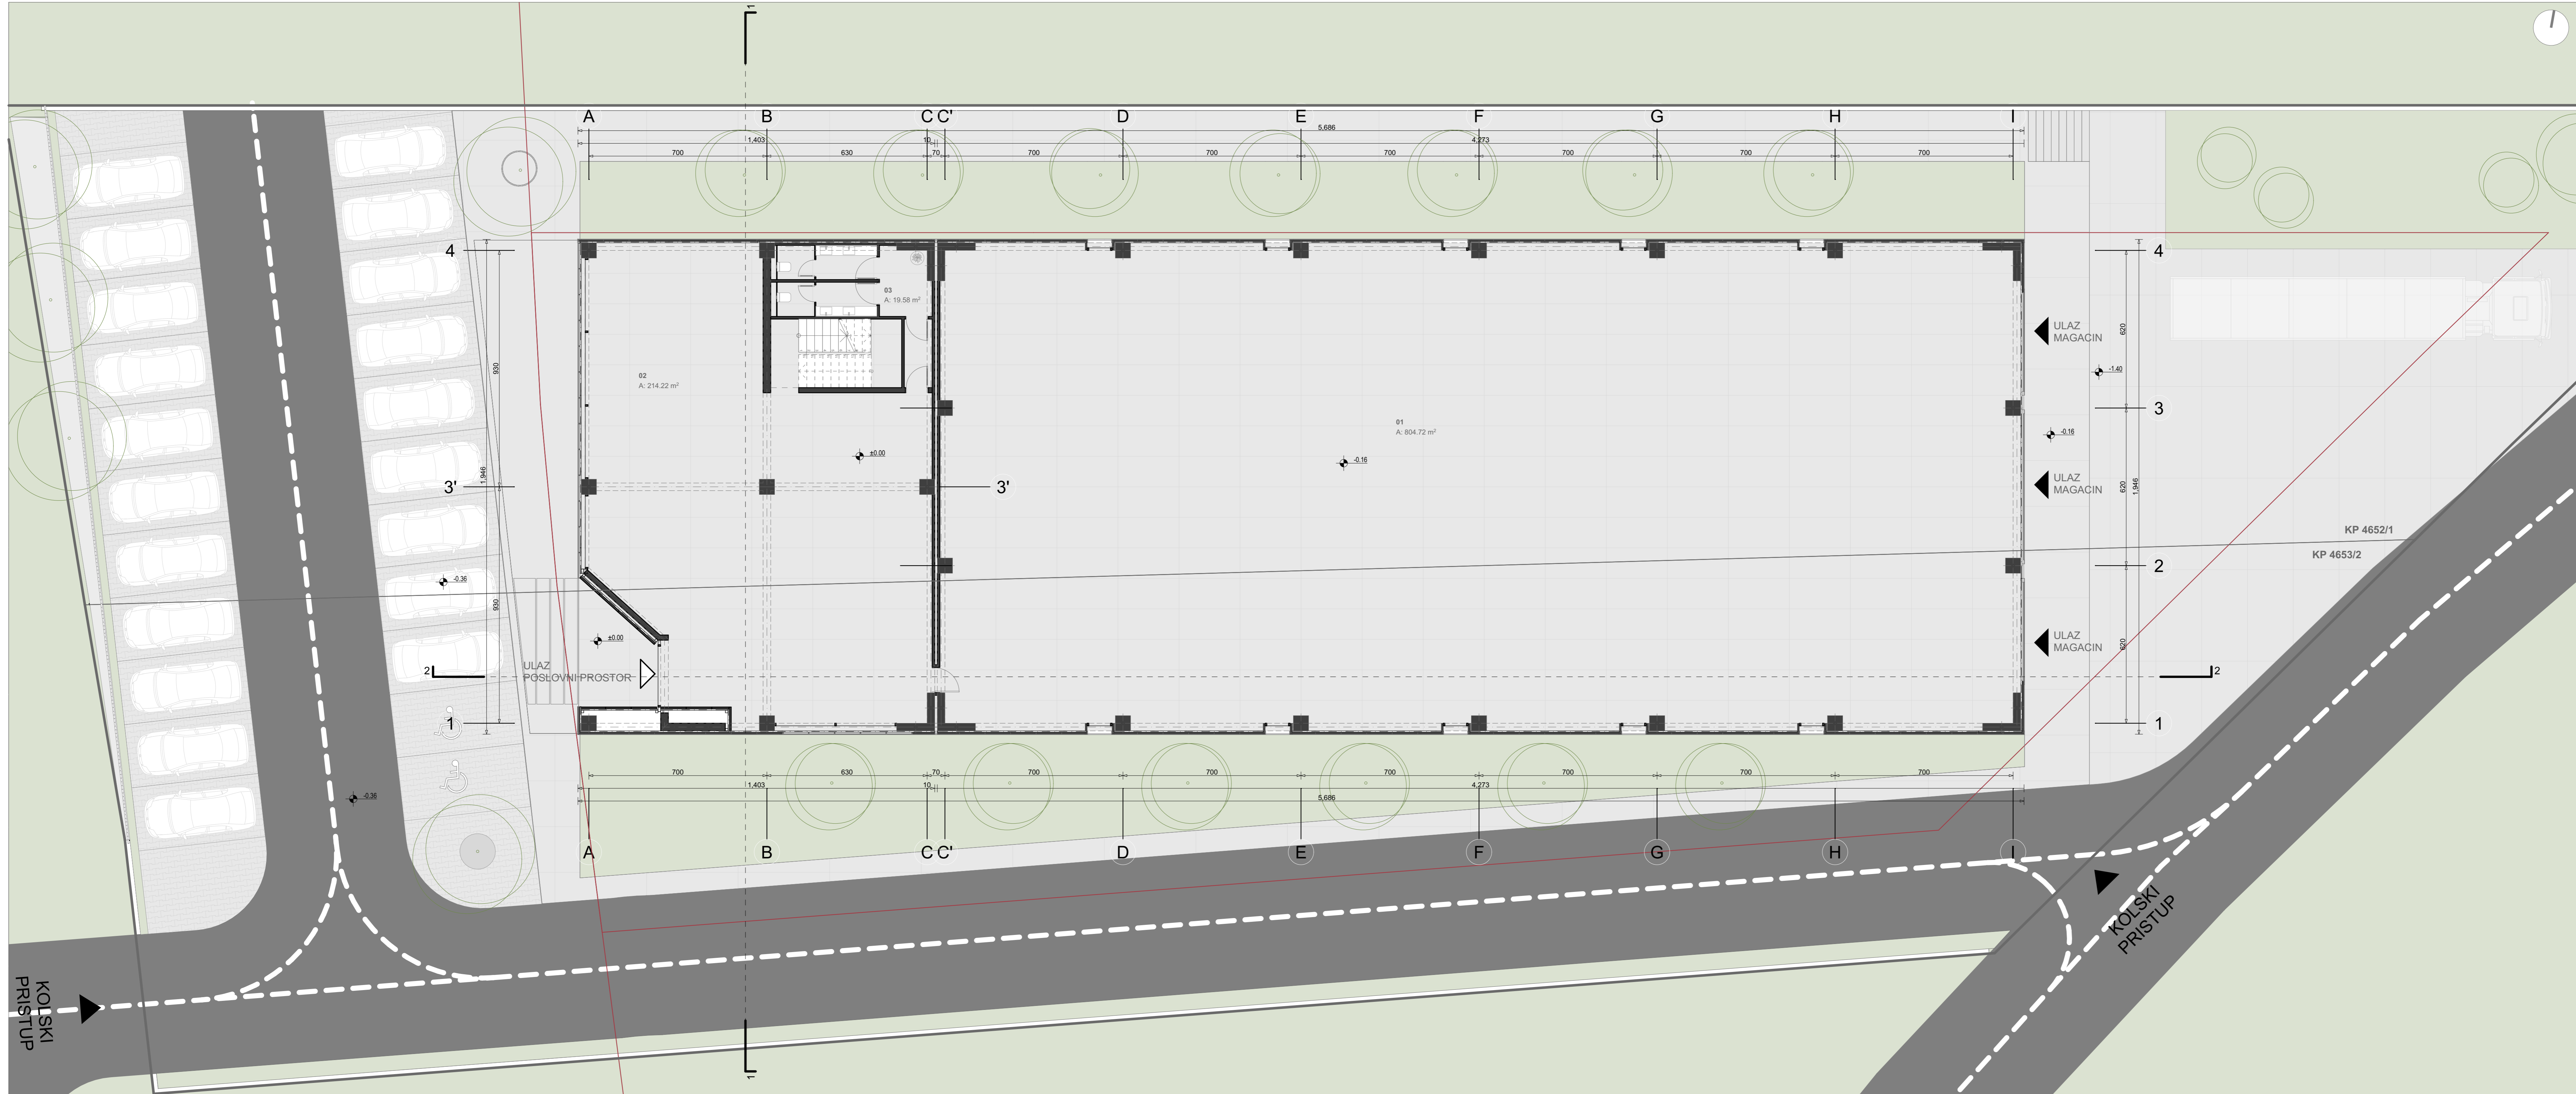 1
A B C C' D E F G H I
5,686
1,403 10 4,273
700 630 70 700 700 700 700 700 700
4
4
03
A: 19.58 m²
620
ULAZ
MAGACIN
930
-1.40
02
A: 214.22 m²
3
01
A: 804.72 m²
-0.16
±0.00
-0.16
1,946
3'
3'
ULAZ
MAGACIN
620
1,946
KP 4652/1
KP 4653/2
2
-0.36
930
±0.00
ULAZ
MAGACIN
620
ULAZ
POSLOVNI PROSTOR
2
2
1
1
700 630 70 700 700 700 700 700 700
1,403 10 4,273
5,686
-0.36
A B C C' D E F G H I
KOLSKI
PRISTUP
KOLSKI
PRISTUP
1